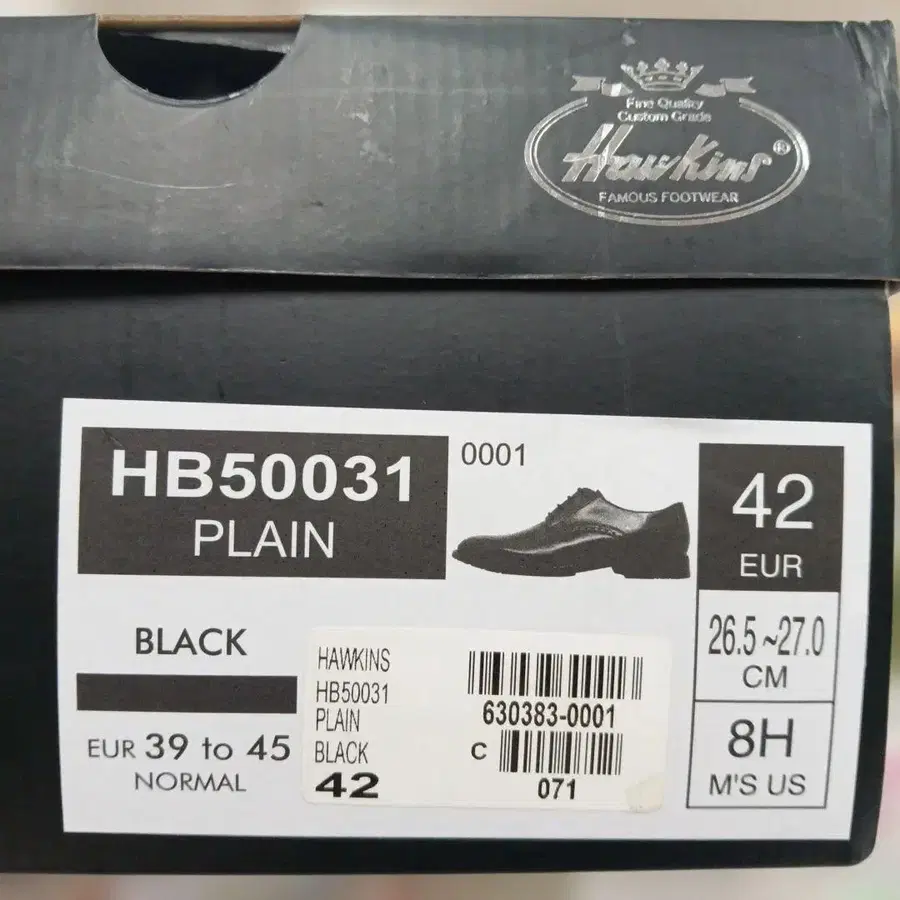 Fine Quality
Custom Grade
Hawkins®
FAMOUS FOOTWEAR
HB50031
PLAIN
0001
42
EUR
26.5~27.0
CM
8H
M'S US
BLACK
EUR 39 to 45
NORMAL
HAWKINS
HB50031
PLAIN
BLACK
42
630383-0001
C
071